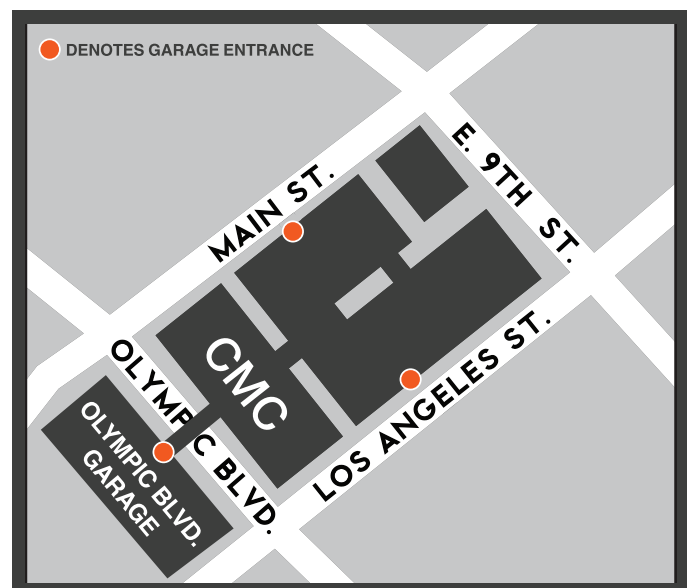 DENOTES GARAGE ENTRANCE
E. 9TH ST.
MAIN ST.
CMC
OLYMPIC BLVD.
LOS ANGELES ST.
OLYMPIC BLVD.
GARAGE